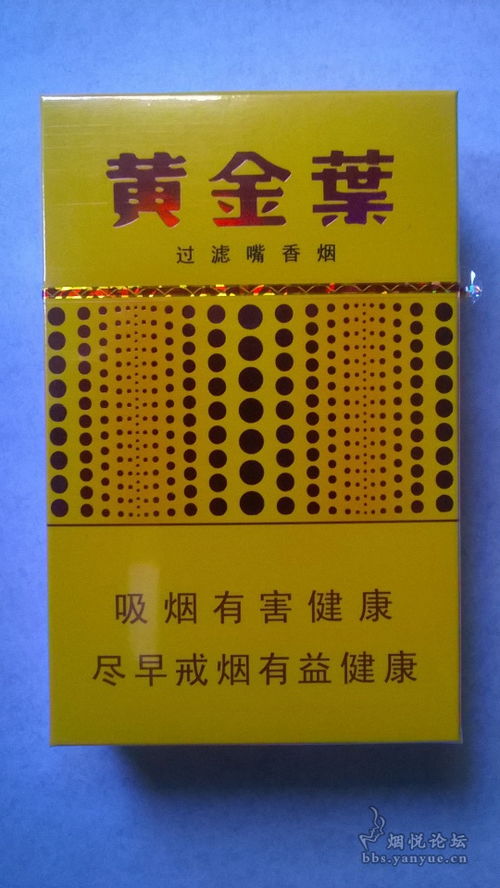 黄金葉
过滤嘴香烟
吸烟有害健康
尽早戒烟有益健康
烟悦论坛
bbs.yanyue.cn